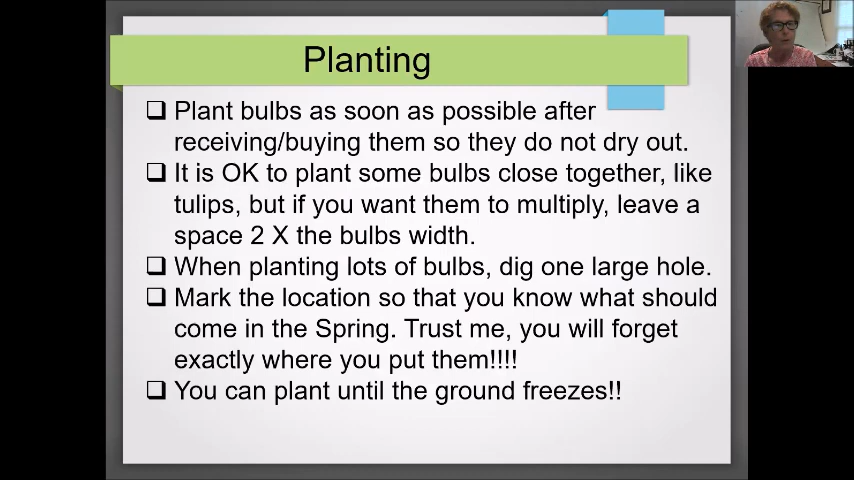 Planting
❑ Plant bulbs as soon as possible after
receiving/buying them so they do not dry out.
❑ It is OK to plant some bulbs close together, like
tulips, but if you want them to multiply, leave a
space 2 X the bulbs width.
❑ When planting lots of bulbs, dig one large hole.
❑ Mark the location so that you know what should
come in the Spring. Trust me, you will forget
exactly where you put them!!!!
❑ You can plant until the ground freezes!!